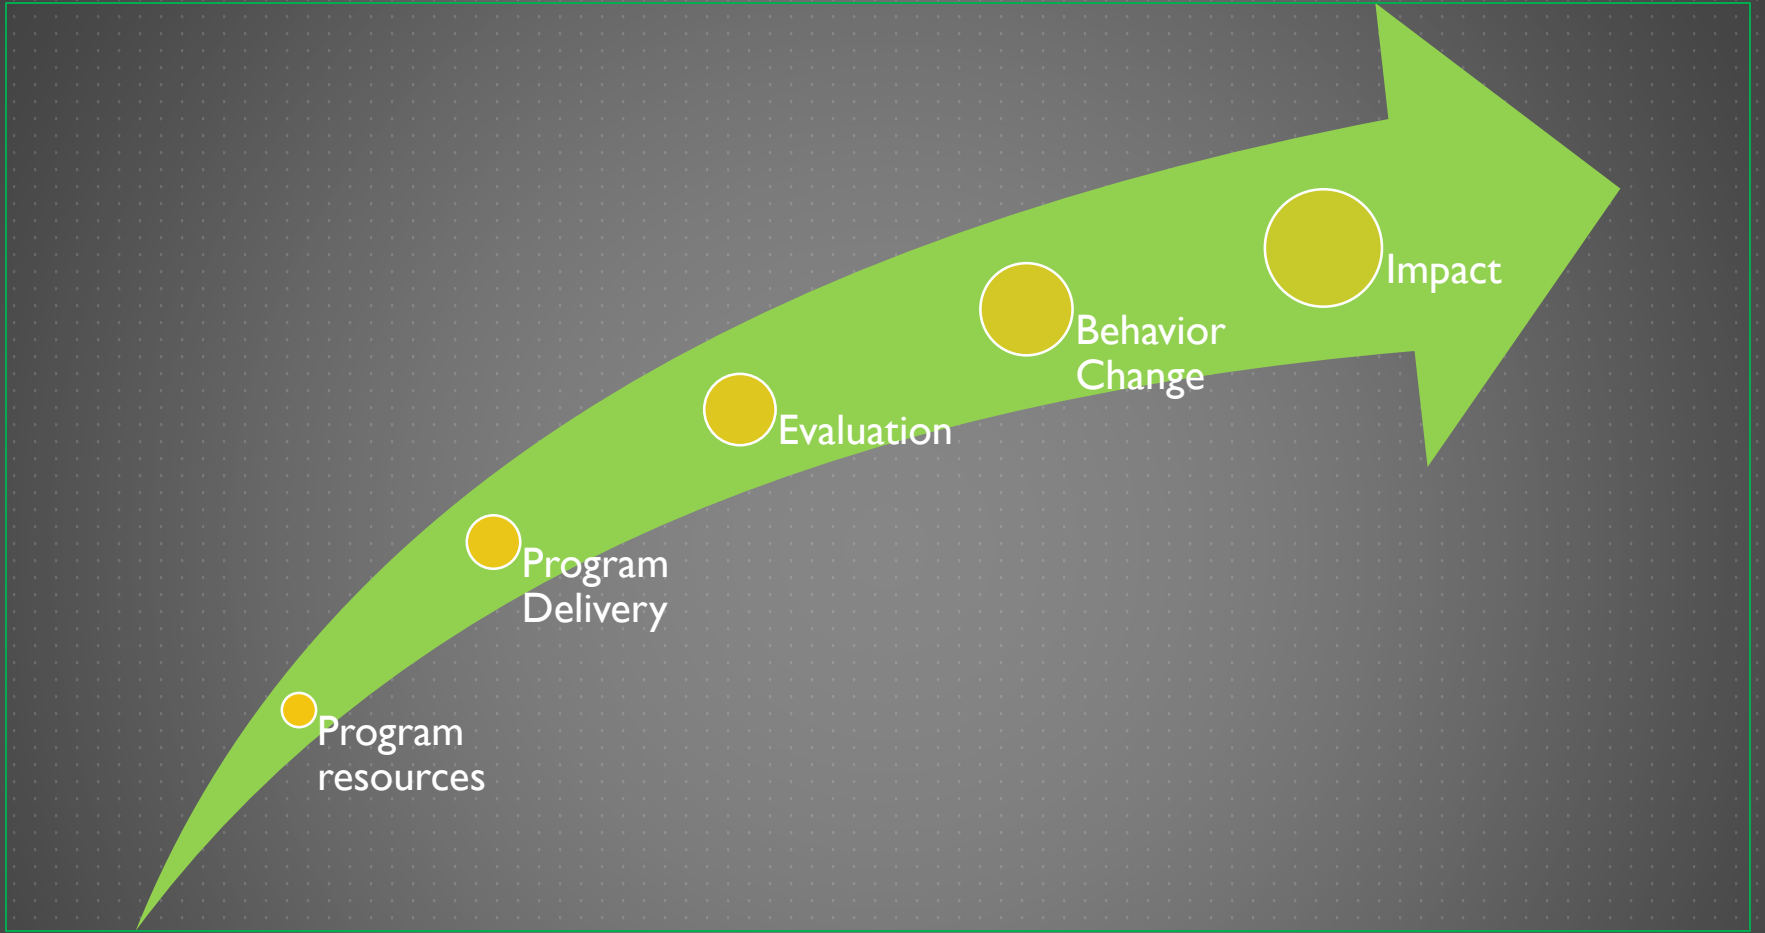 Program
resources
Program
Delivery
Evaluation
Behavior
Change
Impact